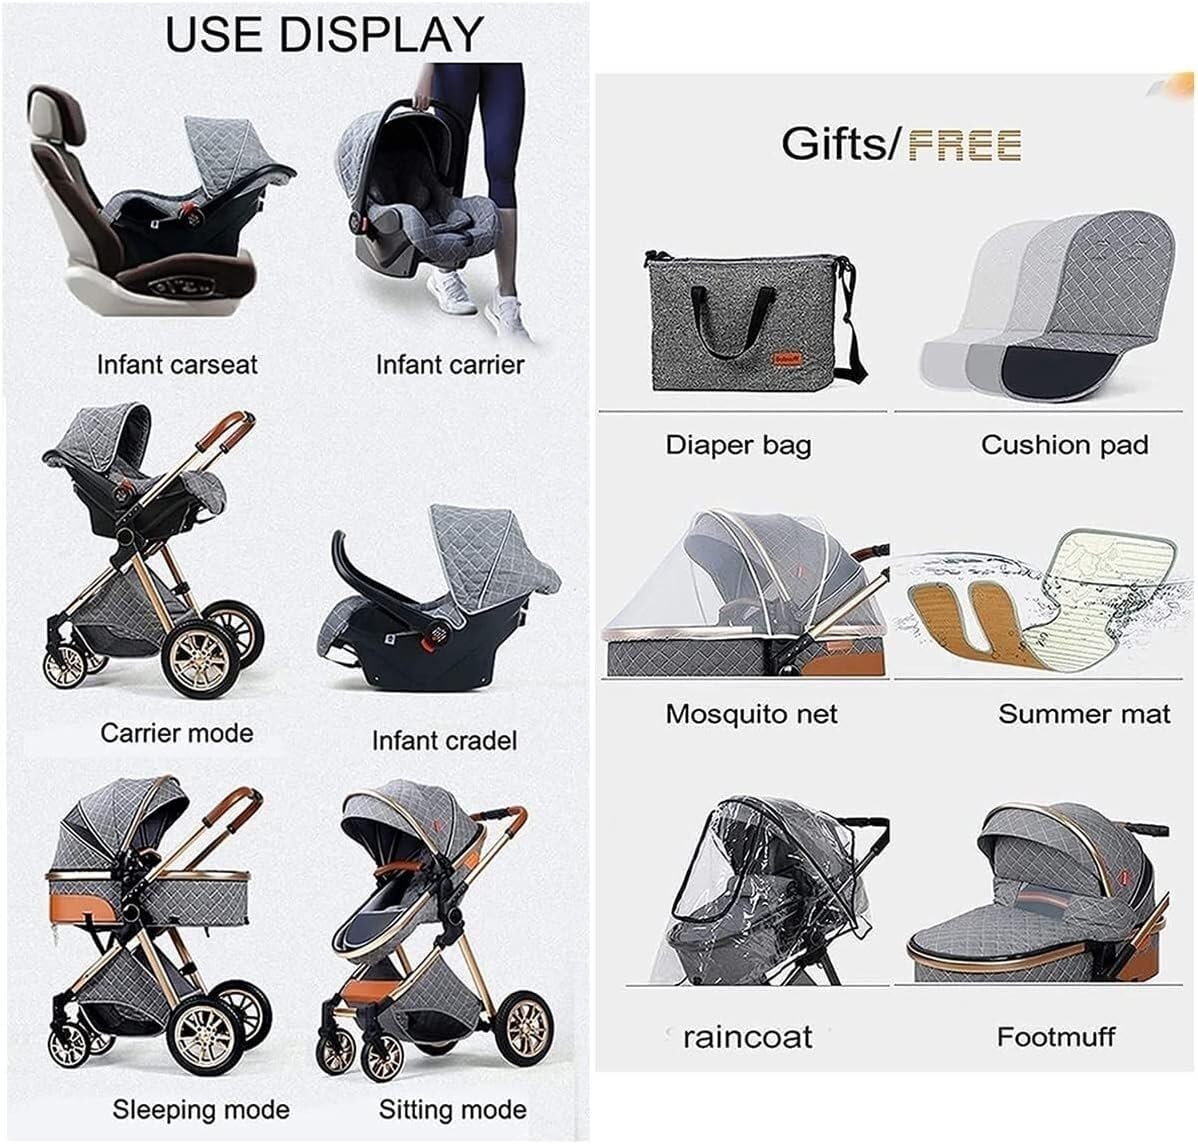 USE DISPLAY
Infant carseat
Infant carrier
Carrier mode
Infant cradel
Sleeping mode
Sitting mode
Gifts/FREE
Diaper bag
Cushion pad
Mosquito net
Summer mat
raincoat
Footmuff